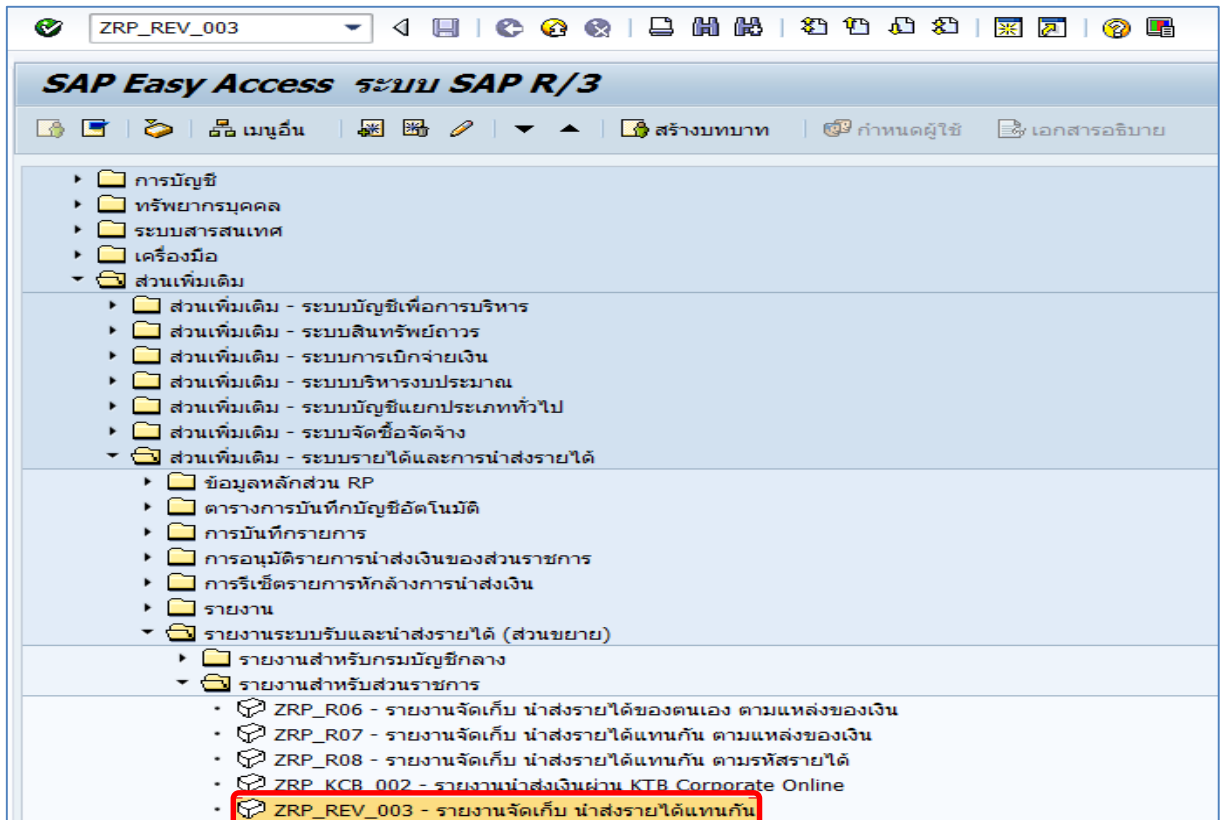 ZRP_REV_003
SAP Easy Access ระบบ SAP R/3
เมนูอื่น สร้างบทบาท กำหนดผู้ใช้ เอกสารอธิบาย
การบัญชี
ทรัพยากรบุคคล
ระบบสารสนเทศ
เครื่องมือ
ส่วนเพิ่มเติม
ส่วนเพิ่มเติม - ระบบบัญชีเพื่อการบริหาร
ส่วนเพิ่มเติม - ระบบสินทรัพย์ถาวร
ส่วนเพิ่มเติม - ระบบการเบิกจ่ายเงิน
ส่วนเพิ่มเติม - ระบบบริหารงบประมาณ
ส่วนเพิ่มเติม - ระบบบัญชีแยกประเภททั่วไป
ส่วนเพิ่มเติม - ระบบจัดซื้อจัดจ้าง
ส่วนเพิ่มเติม - ระบบรายได้และการนำส่งรายได้
ข้อมูลหลักส่วน RP
ตารางการบันทึกบัญชีอัตโนมัติ
การบันทึกรายการ
การอนุมัติรายการนำส่งเงินของส่วนราชการ
การรีเซ็ตรายการหักล้างการนำส่งเงิน
รายงาน
รายงานระบบรับและนำส่งรายได้ (ส่วนขยาย)
รายงานสำหรับกรมบัญชีกลาง
รายงานสำหรับส่วนราชการ
ZRP_R06 - รายงานจัดเก็บ นำส่งรายได้ของตนเอง ตามแหล่งของเงิน
ZRP_R07 - รายงานจัดเก็บ นำส่งรายได้แทนกัน ตามแหล่งของเงิน
ZRP_R08 - รายงานจัดเก็บ นำส่งรายได้แทนกัน ตามรหัสรายได้
ZRP_KCB_002 - รายงานนำส่งเงินผ่าน KTB Corporate Online
ZRP_REV_003 - รายงานจัดเก็บ นำส่งรายได้แทนกัน